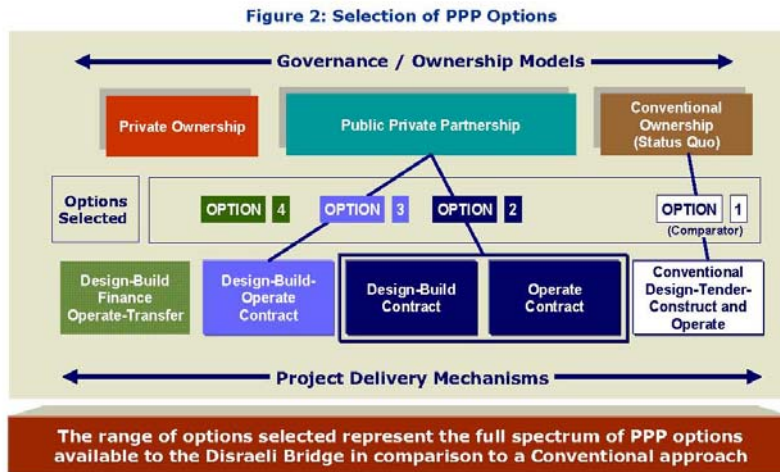 Figure 2: Selection of PPP Options
Governance / Ownership Models
Private Ownership
Public Private Partnership
Conventional
Ownership
(Status Quo)
Options
Selected
OPTION 4
OPTION 3
OPTION 2
OPTION 1
(Comparator)
Design-Build
Finance
Operate-Transfer
Design-Build-
Operate
Contract
Design-Build
Contract
Operate
Contract
Conventional
Design-Tender-
Construct and
Operate
Project Delivery Mechanisms
The range of options selected represent the full spectrum of PPP options
available to the Disraeli Bridge in comparison to a Conventional approach